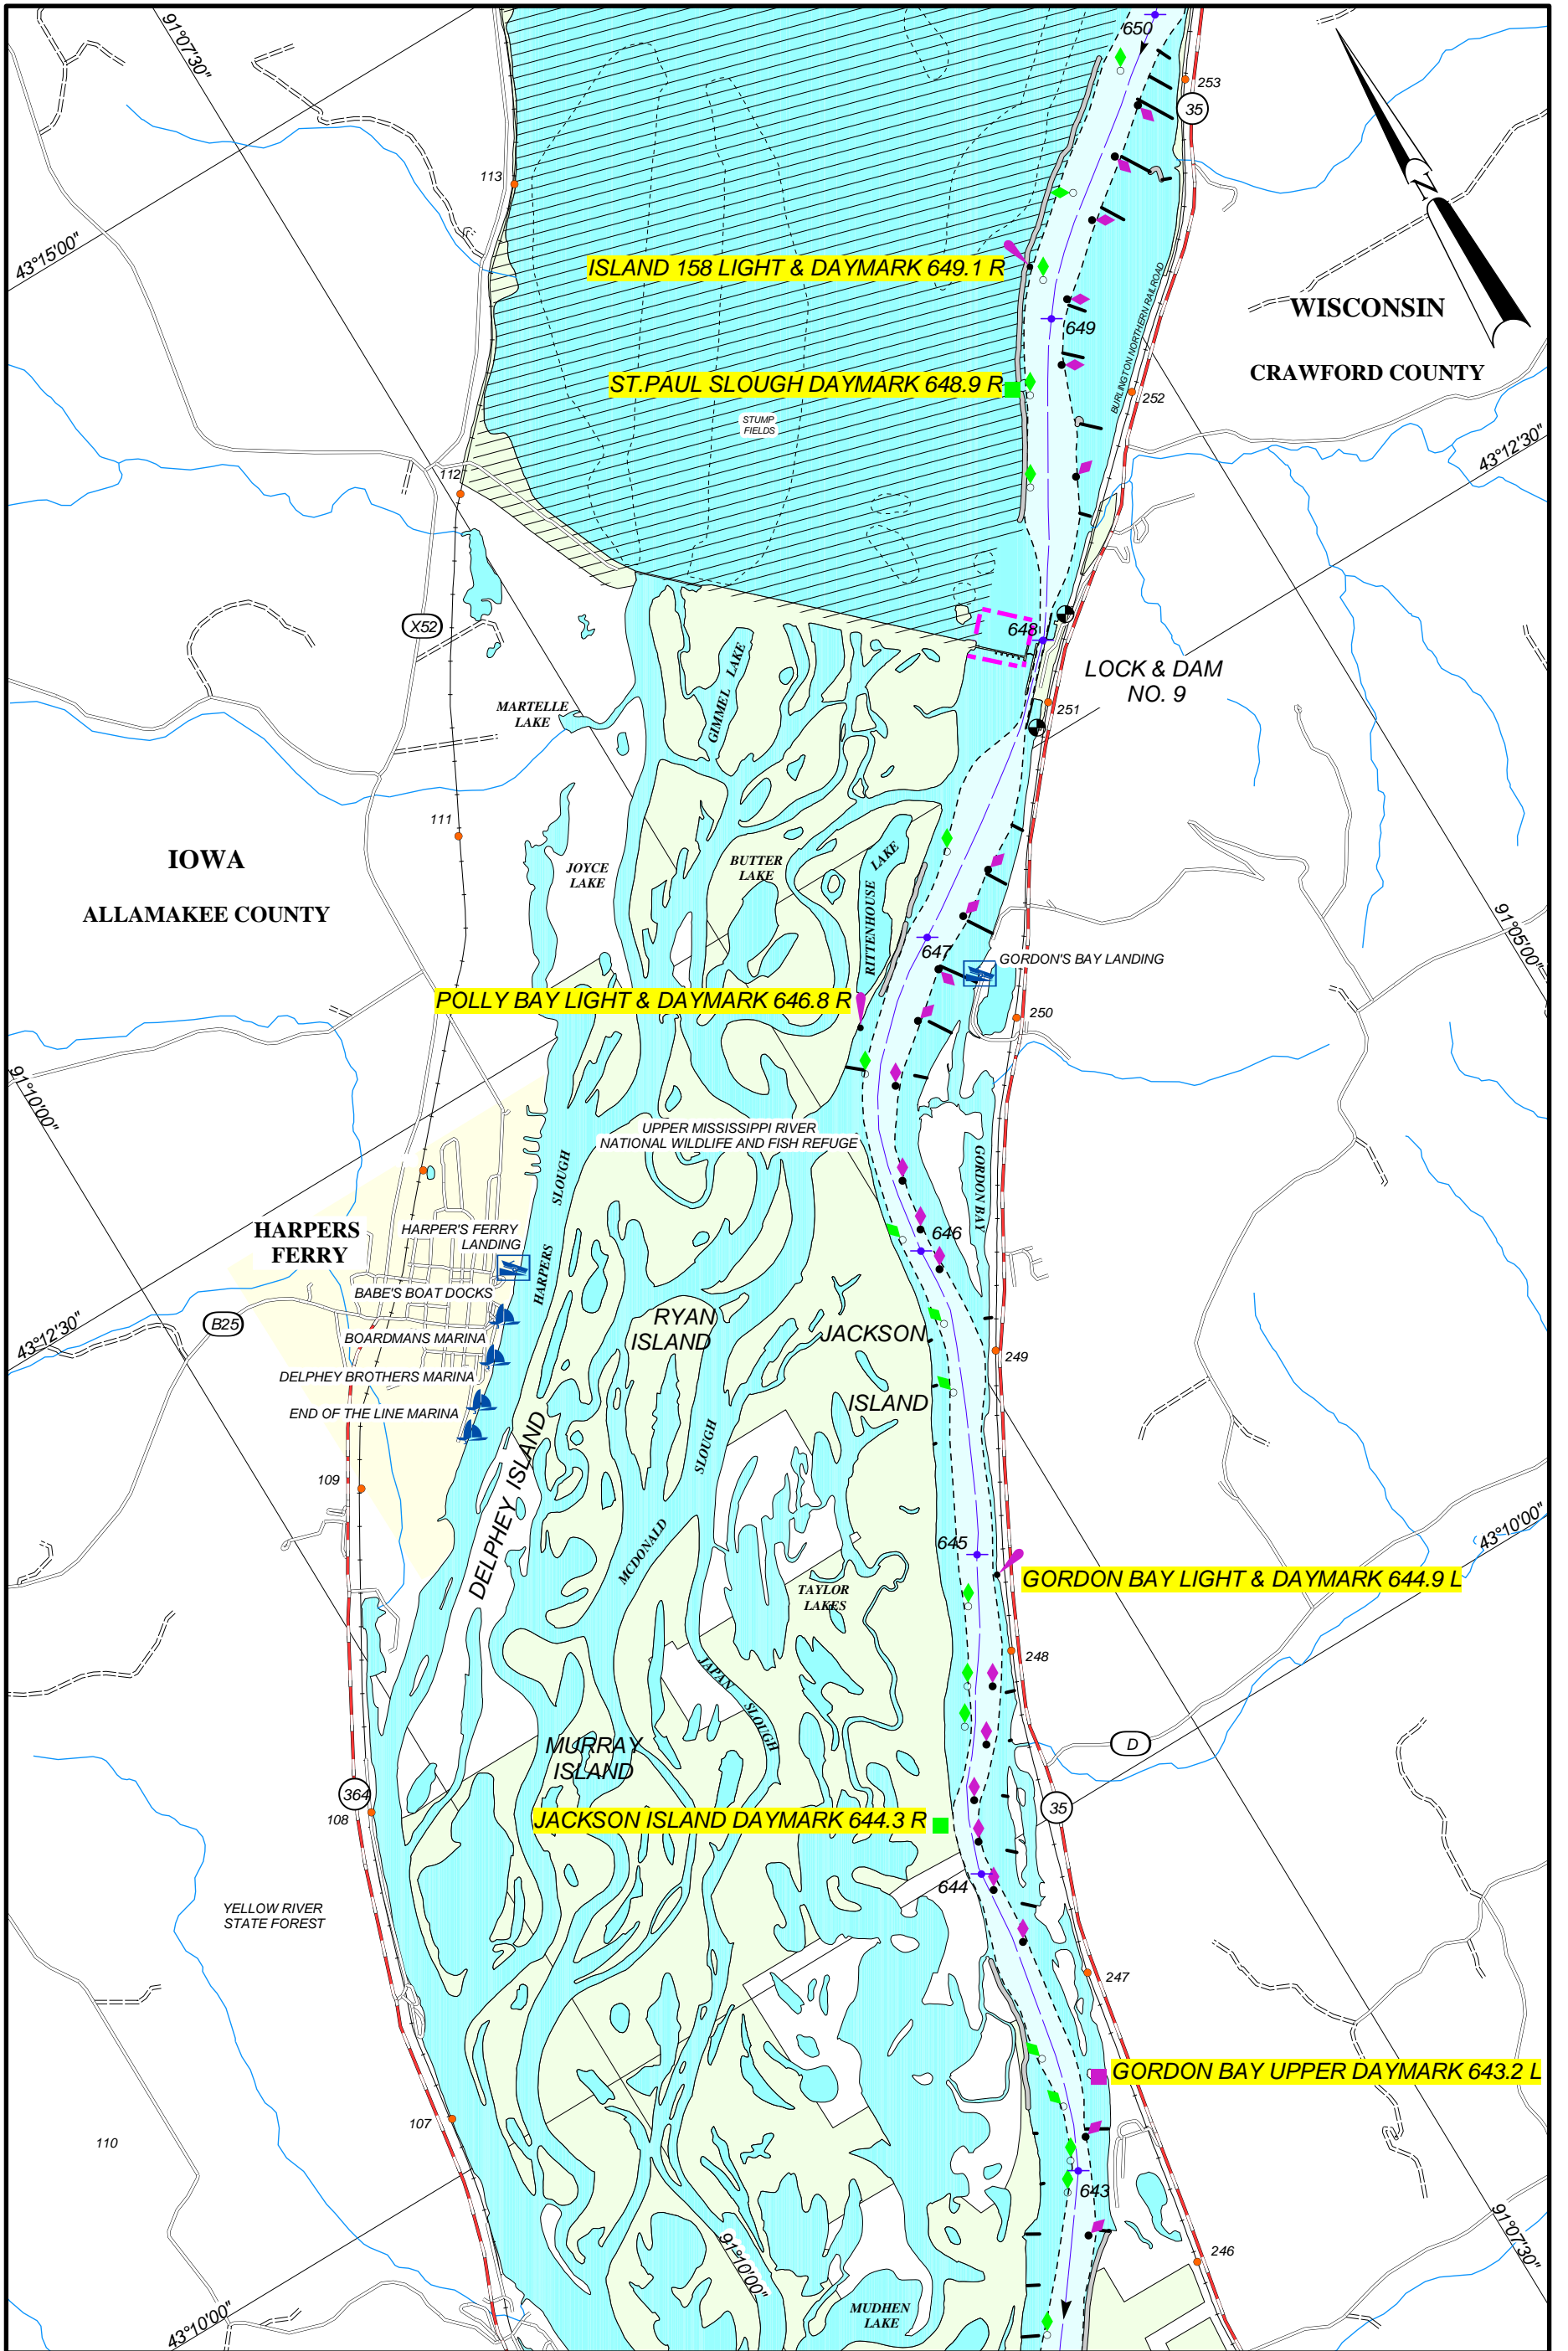 650
91°07'30"
253
35
113
43°15'00"
N
ISLAND 158 LIGHT & DAYMARK 649.1 R
WISCONSIN
649
BURLINGTON NORTHERN RAILROAD
CRAWFORD COUNTY
ST.PAUL SLOUGH DAYMARK 648.9 R
252
STUMP
FIELDS
43°12'30"
112
X52
648
LOCK & DAM
NO. 9
GIMMEL LAKE
MARTELLE
LAKE
251
111
IOWA
JOYCE
LAKE
BUTTER
LAKE
RITTENHOUSE LAKE
ALLAMAKEE COUNTY
91°05'00"
647
GORDON'S BAY LANDING
POLLY BAY LIGHT & DAYMARK 646.8 R
250
91°10'00"
UPPER MISSISSIPPI RIVER
NATIONAL WILDLIFE AND FISH REFUGE
GORDON BAY
HARPERS SLOUGH
HARPERS
FERRY
HARPER'S FERRY
LANDING
646
BABE'S BOAT DOCKS
43°12'30"
B25
RYAN
ISLAND
JACKSON
ISLAND
BOARDMANS MARINA
249
DELPHEY BROTHERS MARINA
END OF THE LINE MARINA
DELPHEY ISLAND
MCDONALD SLOUGH
109
43°10'00"
645
GORDON BAY LIGHT & DAYMARK 644.9 L
TAYLOR
LAKES
248
JAPAN SLOUGH
MURRAY
ISLAND
D
364
35
108
JACKSON ISLAND DAYMARK 644.3 R
644
YELLOW RIVER
STATE FOREST
247
GORDON BAY UPPER DAYMARK 643.2 L
107
110
643
91°07'30"
246
91°10'00"
MUDHEN
LAKE
43°10'00"